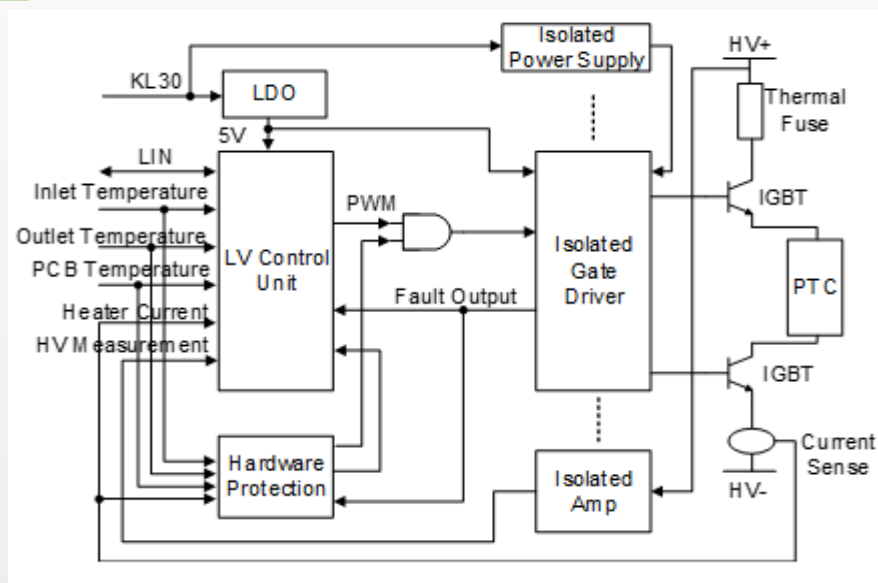 Isolated
Power Supply
HV+
KL30
LDO
Thermal
Fuse
5V
LIN
Inlet Temperature
PWM
IGBT
Outlet Temperature
LV Control
Unit
Isolated
Gate
Driver
PCB Temperature
PTC
Heater Current
Fault Output
HV Measurement
IGBT
Hardware
Protection
Isolated
Amp
Current
Sense
HV-